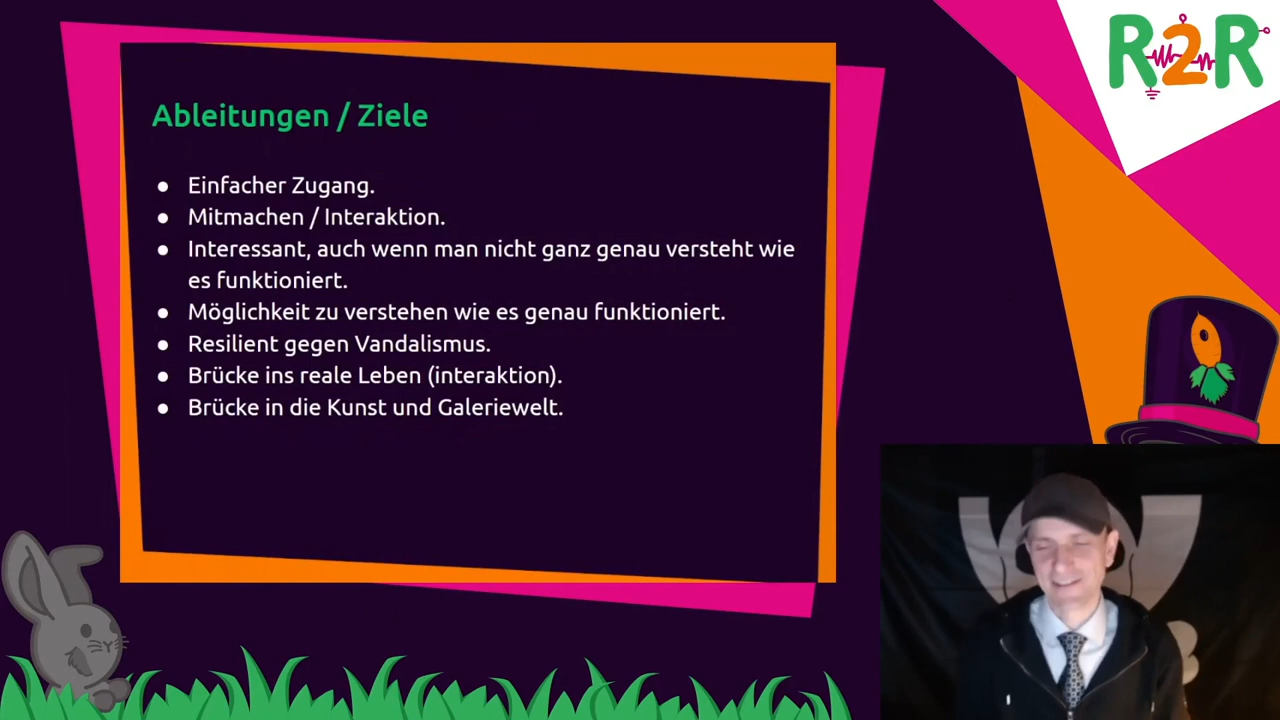 R2R
Ableitungen / Ziele
● Einfacher Zugang.
● Mitmachen / Interaktion.
● Interessant, auch wenn man nicht ganz genau versteht wie
es funktioniert.
● Möglichkeit zu verstehen wie es genau funktioniert.
● Resilient gegen Vandalismus.
● Brücke ins reale Leben (interaktion).
● Brücke in die Kunst und Galeriewelt.